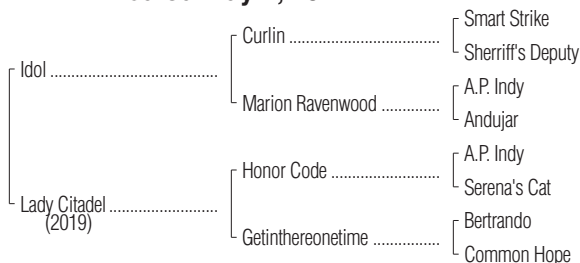 Smart Strike
Curlin ........................................
Sherriff's Deputy
Idol ............................................
A.P. Indy
Marion Ravenwood ...............
Andujar
A.P. Indy
Honor Code .............................
Serena's Cat
Lady Citadel ............................
(2019)
Bertrando
Getinthereonetime .................
Common Hope